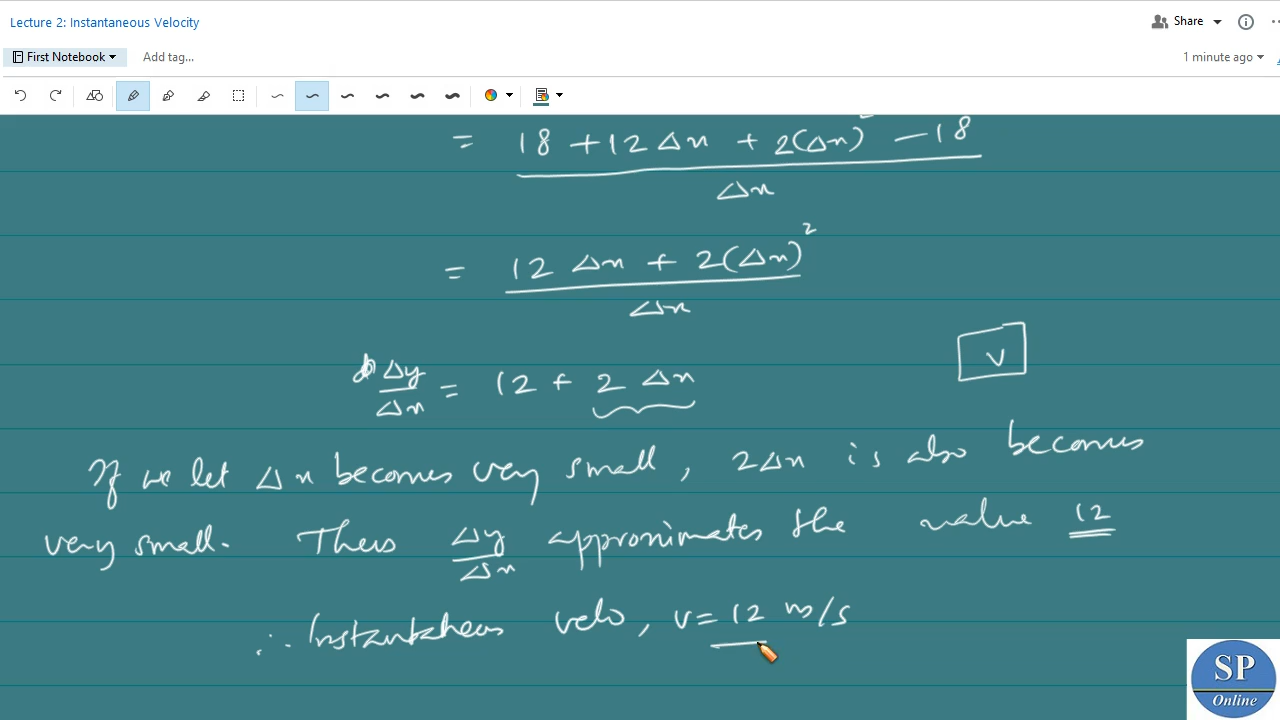 Lecture 2: Instantaneous Velocity
Share
First Notebook
Add tag...
1 minute ago
= 18 + 12 Δx + 2(Δx)² - 18
Δx
= 12 Δx + 2(Δx)²
Δx
Δy
Δx
= 12 + 2 Δx
V
If we let Δx becomes very small, 2Δx is also becomes
very small. Thus Δy/Δx approximates the value 12
∴ Instantaneous velo, v = 12 m/s
SP
Online